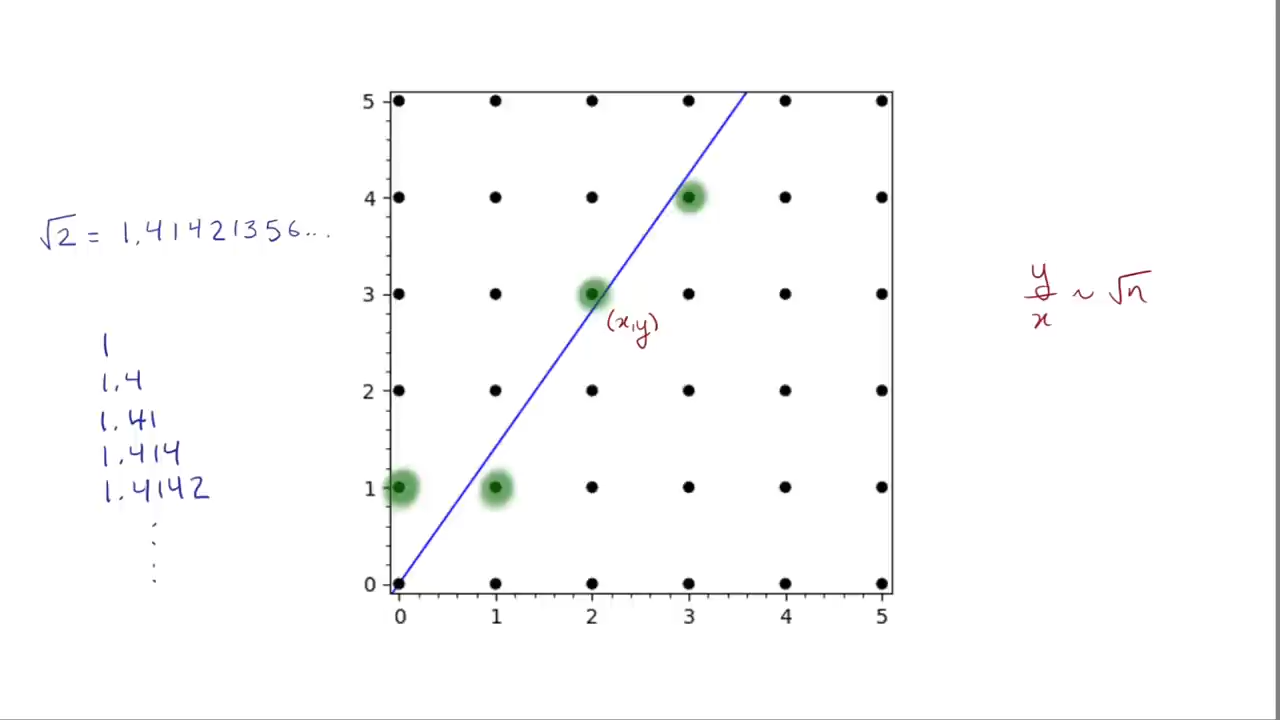 √2 = 1.41421356...
1
1.4
1.41
1.414
1.4142
5
4
3
2
1
0
0 1 2 3 4 5
(x,y)
y/x ~ √n